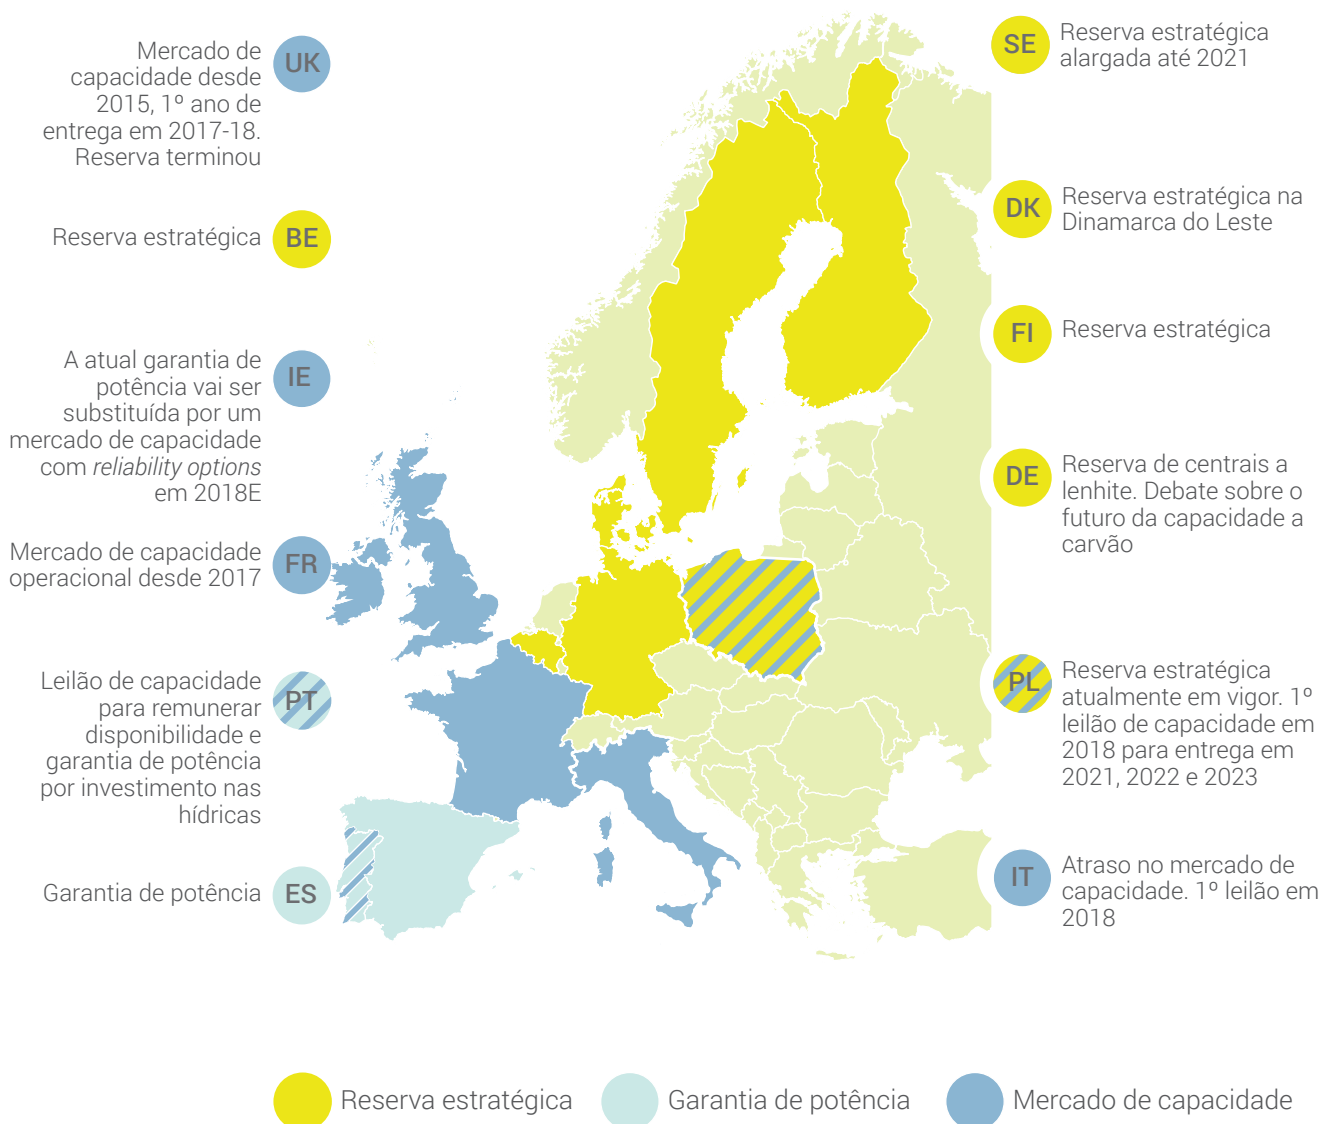 Mercado de
capacidade desde
2015, 1º ano de
entrega em 2017-18.
Reserva terminou
UK
Reserva estratégica
BE
A atual garantia de
potência vai ser
substituída por um
mercado de capacidade
com reliability options
em 2018E
IE
Mercado de capacidade
operacional desde 2017
FR
Leilão de capacidade
para remunerar
disponibilidade e
garantia de potência
por investimento nas
hídricas
PT
Garantia de potência
ES
SE
Reserva estratégica
alargada até 2021
DK
Reserva estratégica na
Dinamarca do Leste
FI
Reserva estratégica
DE
Reserva de centrais a
lenhite. Debate sobre o
futuro da capacidade a
carvão
PL
Reserva estratégica
atualmente em vigor. 1º
leilão de capacidade em
2018 para entrega em
2021, 2022 e 2023
IT
Atraso no mercado de
capacidade. 1º leilão em
2018
Reserva estratégica
Garantia de potência
Mercado de capacidade